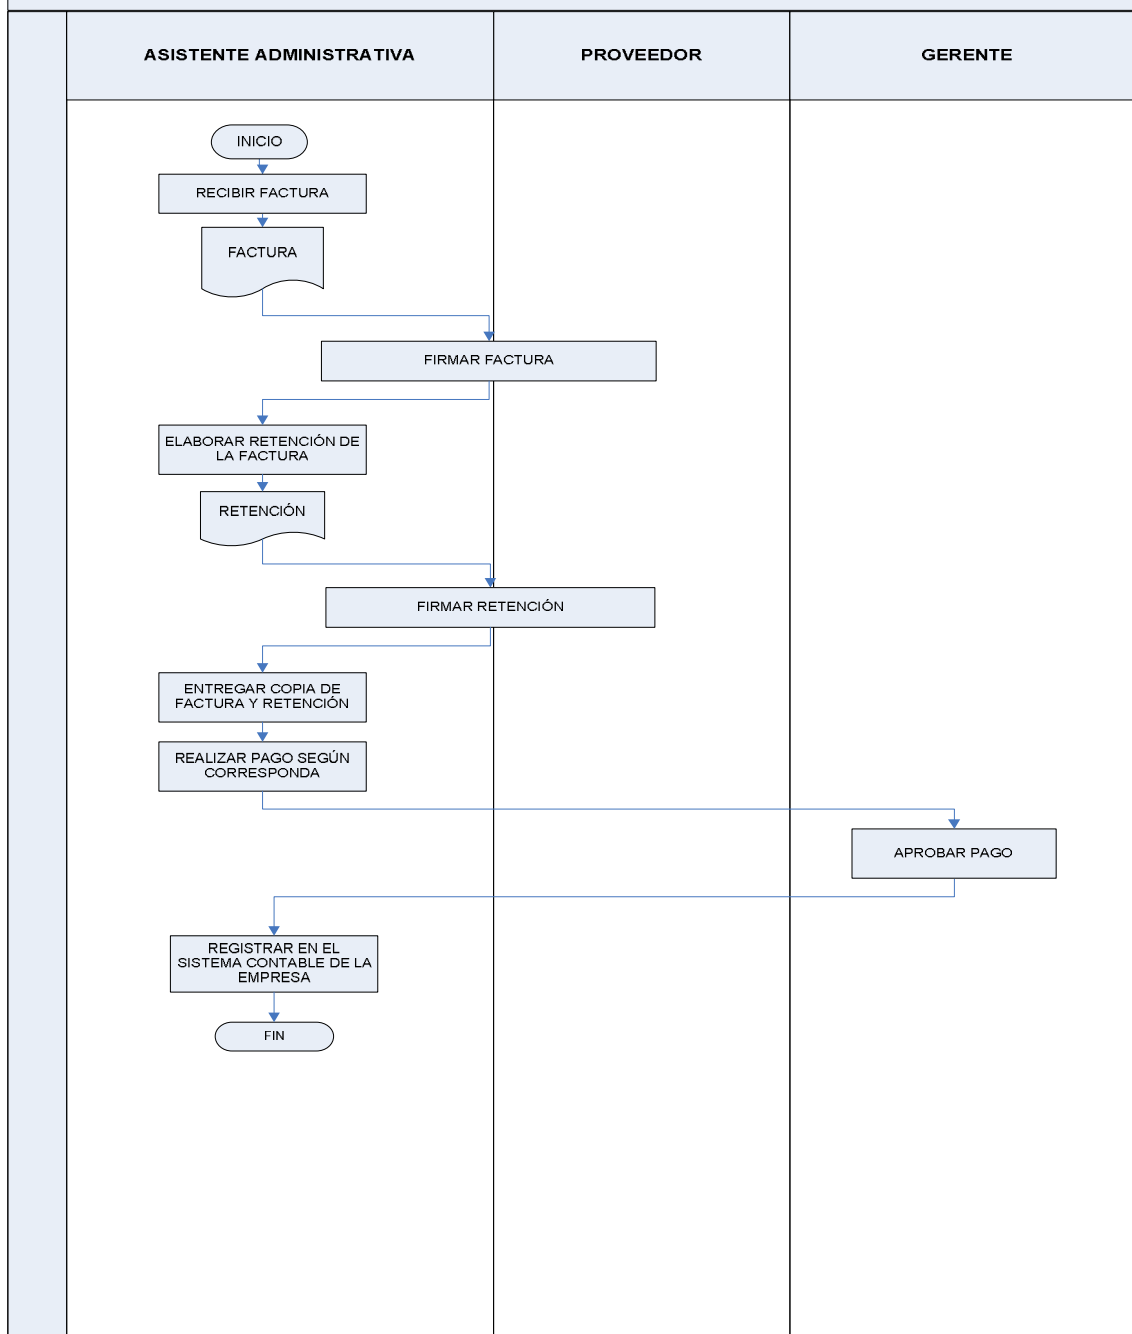 ASISTENTE ADMINISTRATIVA
PROVEEDOR
GERENTE
INICIO
RECIBIR FACTURA
FACTURA
FIRMAR FACTURA
ELABORAR RETENCIÓN DE
LA FACTURA
RETENCIÓN
FIRMAR RETENCIÓN
ENTREGAR COPIA DE
FACTURA Y RETENCIÓN
REALIZAR PAGO SEGÚN
CORRESPONDA
APROBAR PAGO
REGISTRAR EN EL
SISTEMA CONTABLE DE LA
EMPRESA
FIN